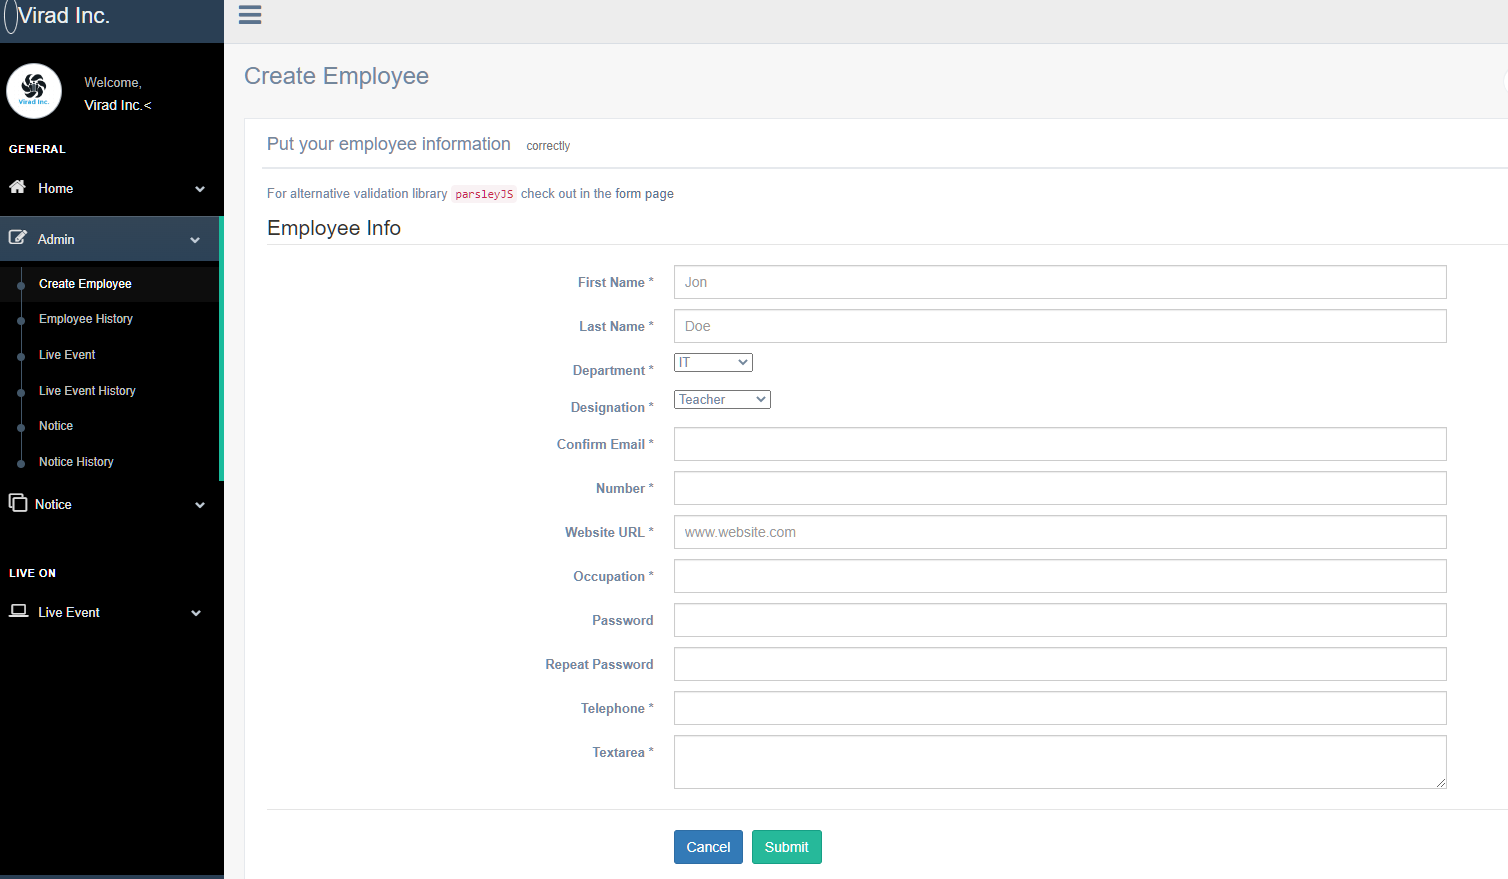 Virad Inc.
Virad Inc.
Welcome,
Virad Inc.<
GENERAL
Home
Admin
Create Employee
Employee History
Live Event
Live Event History
Notice
Notice History
Notice
LIVE ON
Live Event
Create Employee
Put your employee information correctly
For alternative validation library parsleyJS check out in the form page
Employee Info
First Name * Jon
Last Name * Doe
Department * IT
Designation * Teacher
Confirm Email *
Number *
Website URL * www.website.com
Occupation *
Password
Repeat Password
Telephone *
Textarea *
Cancel Submit